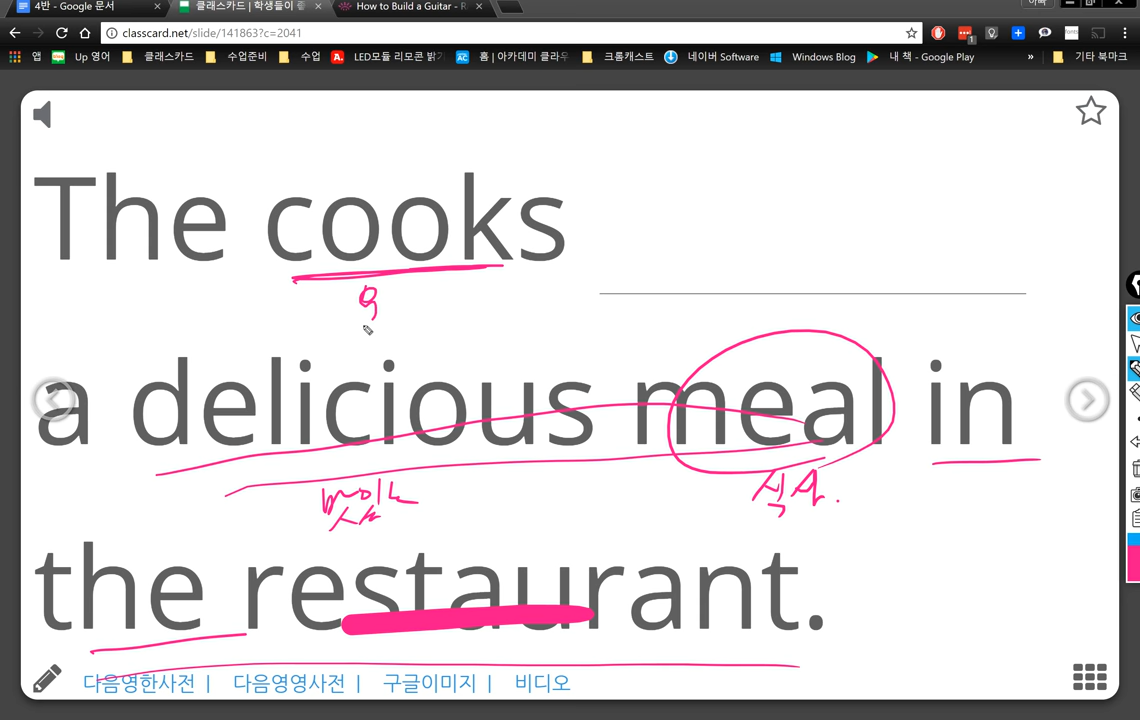 4반 - Google 문서
클래스카드 | 학생들이 좋
How to Build a Guitar - R
아빠
classcard.net/slide/141863?c=2041
앱 Up 영어 클래스카드 수업준비 수업 LED모듈 리모콘 밝기 홈 | 아카데미 클라우 크롬캐스트 네이버 Software Windows Blog 내 책 - Google Play » 기타 북마크
The cooks
a delicious meal in
식사.
the restaurant.
다음영한사전 | 다음영영사전 | 구글이미지 | 비디오